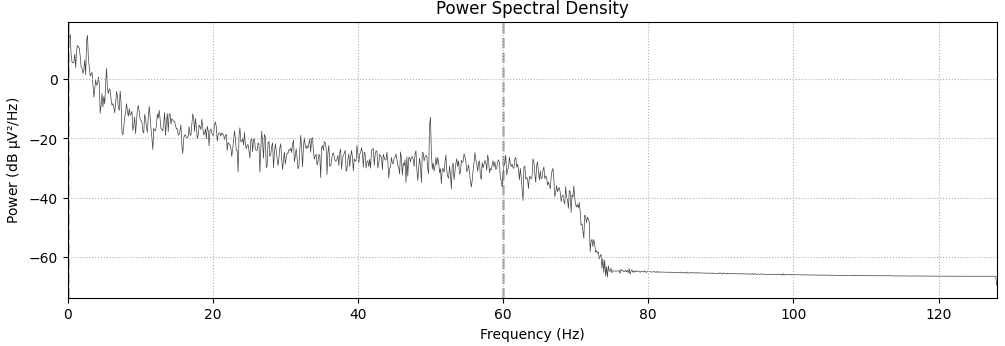 Power Spectral Density
Power (dB µV²/Hz)
0
−20
−40
−60
0 20 40 60 80 100 120
Frequency (Hz)